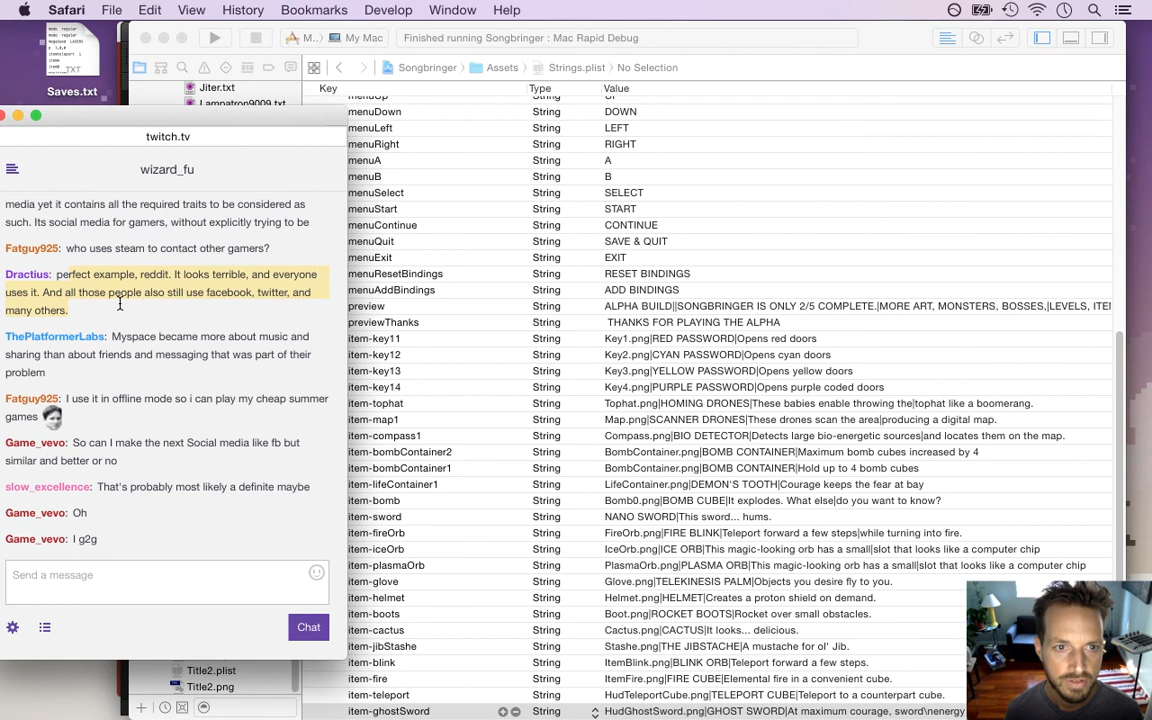 Safari File Edit View History Bookmarks Develop Window Help
Finished running Songbringer : Mac Rapid Debug
M.. My Mac
TXT
Saves.txt
Songbringer Assets Strings.plist No Selection
Jiter.txt
Lampatron9009.txt
Key Type Value
menuDown String DOWN
menuLeft String LEFT
menuRight String RIGHT
menuA String A
menuB String B
menuSelect String SELECT
menuStart String START
menuContinue String CONTINUE
menuQuit String SAVE & QUIT
menuExit String EXIT
menuResetBindings String RESET BINDINGS
menuAddBindings String ADD BINDINGS
preview String ALPHA BUILD||SONGBRINGER IS ONLY 2/5 COMPLETE.|MORE ART, MONSTERS, BOSSES,|LEVELS, ITEI
previewThanks String THANKS FOR PLAYING THE ALPHA
item-key11 String Key1.png|RED PASSWORD|Opens red doors
item-key12 String Key2.png|CYAN PASSWORD|Opens cyan doors
item-key13 String Key3.png|YELLOW PASSWORD|Opens yellow doors
item-key14 String Key4.png|PURPLE PASSWORD|Opens purple coded doors
item-tophat String Tophat.png|HOMING DRONES|These babies enable throwing the|tophat like a boomerang.
item-map1 String Map.png|SCANNER DRONES|These drones scan the area|producing a digital map.
item-compass1 String Compass.png|BIO DETECTOR|Detects large bio-energetic sources|and locates them on the map.
item-bombContainer2 String BombContainer.png|BOMB CONTAINER|Maximum bomb cubes increased by 4
item-bombContainer1 String BombContainer.png|BOMB CONTAINER|Hold up to 4 bomb cubes
item-lifeContainer1 String LifeContainer.png|DEMON'S TOOTH|Courage keeps the fear at bay
item-bomb String Bomb0.png|BOMB CUBE|It explodes. What else|do you want to know?
item-sword String NANO SWORD|This sword... hums.
item-fireOrb String FireOrb.png|FIRE BLINK|Teleport forward a few steps|while turning into fire.
item-iceOrb String IceOrb.png|ICE ORB|This magic-looking orb has a small|slot that looks like a computer chip
item-plasmaOrb String PlasmaOrb.png|PLASMA ORB|This magic-looking orb has a small|slot that looks like a computer chip
item-glove String Glove.png|TELEKINESIS PALM|Objects you desire fly to you.
item-helmet String Helmet.png|HELMET|Creates a proton shield on demand.
item-boots String Boot.png|ROCKET BOOTS|Rocket over small obstacles.
item-cactus String Cactus.png|CACTUS|It looks... delicious.
item-jibStashe String Stashe.png|THE JIBSTACHE|A mustache for ol' Jib.
item-blink String ItemBlink.png|BLINK ORB|Teleport forward a few steps.
item-fire String ItemFire.png|FIRE CUBE|Elemental fire in a convenient cube.
item-teleport String HudTeleportCube.png|TELEPORT CUBE|Teleport to a counterpart cube.
item-ghostSword String HudGhostSword.png|GHOST SWORD|At maximum courage, sword\nenergy
Title2.plist
Title2.png
twitch.tv
wizard_fu
media yet it contains all the required traits to be considered as
such. Its social media for gamers, without explicitly trying to be
Fatguy925: who uses steam to contact other gamers?
Dractius: perfect example, reddit. It looks terrible, and everyone
uses it. And all those people also still use facebook, twitter, and
many others.
ThePlatformerLabs: Myspace became more about music and
sharing than about friends and messaging that was part of their
problem
Fatguy925: I use it in offline mode so i can play my cheap summer
games
Game_vevo: So can I make the next Social media like fb but
similar and better or no
slow_excellence: That's probably most likely a definite maybe
Game_vevo: Oh
Game_vevo: I g2g
Send a message
Chat